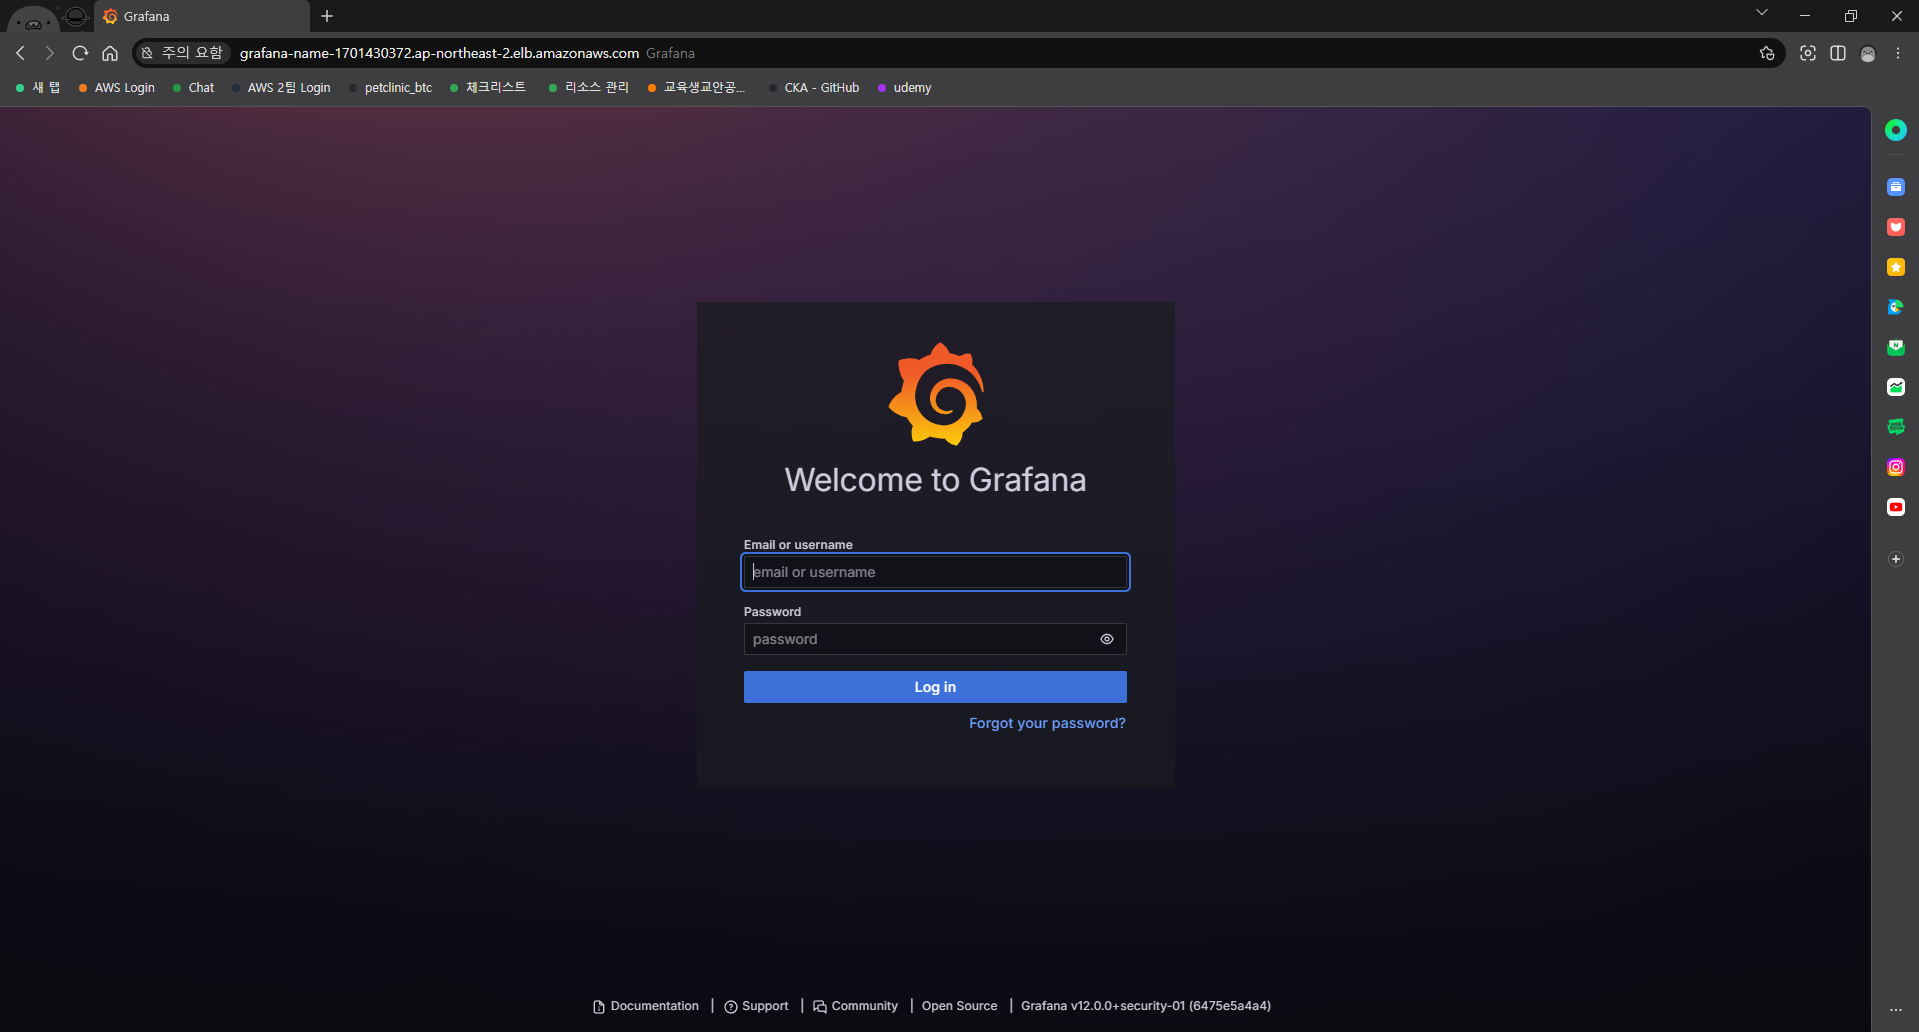 Grafana
주의 요함 grafana-name-1701430372.ap-northeast-2.elb.amazonaws.com Grafana
새 탭 AWS Login Chat AWS 2팀 Login petclinic_btc 체크리스트 리소스 관리 교육생교안공... CKA - GitHub udemy
Welcome to Grafana
Email or username
email or username
Password
password
Log in
Forgot your password?
Documentation | Support | Community | Open Source | Grafana v12.0.0+security-01 (6475e5a4a4)